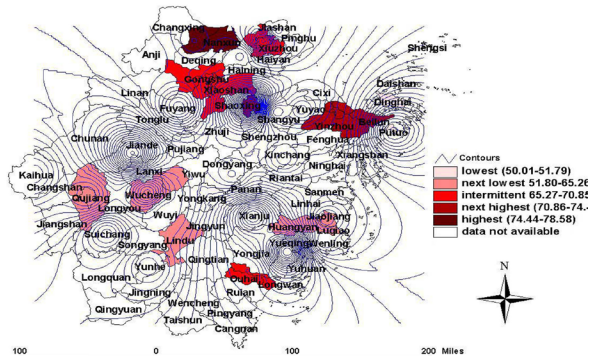 Changxing
Jiashan
Nanxun
Pinghu
Xiuzhou
Anji
Deqing
Haiyan
Shengsi
Haining
Gongshu
Linan
Xiaoshan
Cixi
Daishan
Fuyang
Shaoxing
Yuyao
Dinghai
Tonglu
Shangyu
Yinzhou
Beilun
Putuo
Zhuji
Shengzhou
Fenghua
Chunan
Jiande
Pujiang
Xinchang
Xiangshan
Dongyang
Ninghai
Lanxi
Yiwu
Kaihua
Riantai
Changshan
Wucheng
Panan
Sanmen
Qujiang
Yongkang
Linhai
Longyou
Wuyi
Xianju
Jiaojiang
Jiangshan
Jingyun
Huangyan
Luqiao
Suichang
Lindu
Songyang
Yueqing
Wenling
Yongjia
Qingtian
Yunhe
Yuhuan
Longquan
Ouhai
Longwan
Jingning
Ruian
Wencheng
Qingyuan
Pingyang
Taishun
Cangnan
Contours
lowest (50.01-51.79)
next lowest 51.80-65.26
intermittent 65.27-70.85
next highest (70.86-74.4
highest (74.44-78.58)
data not available
N
100 0 100 200 Miles